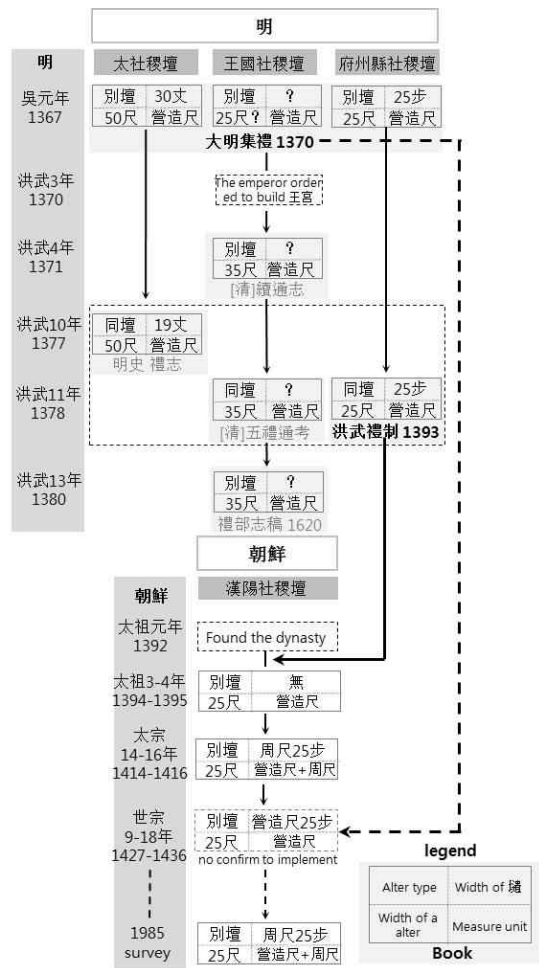 明
明
太社稷壇
王國社稷壇
府州縣社稷壇
吳元年
1367
別壇 30丈
50尺 營造尺
別壇 ?
25尺? 營造尺
別壇 25步
25尺 營造尺
大明集禮 1370
洪武3年
1370
The emperor order
ed to build 王宮
洪武4年
1371
別壇 ?
35尺 營造尺
[清]續通志
洪武10年
1377
同壇 19丈
50尺 營造尺
明史 禮志
洪武11年
1378
同壇 ?
35尺 營造尺
[清]五禮通考
同壇 25步
25尺 營造尺
洪武禮制 1393
洪武13年
1380
別壇 ?
35尺 營造尺
禮部志稿 1620
朝鮮
朝鮮
漢陽社稷壇
太祖元年
1392
Found the dynasty
太祖3-4年
1394-1395
別壇 無
25尺 營造尺
太宗
14-16年
1414-1416
別壇 周尺25步
25尺 營造尺+周尺
世宗
9-18年
1427-1436
別壇 營造尺25步
25尺 營造尺
no confirm to implement
1985
survey
別壇 周尺25步
25尺 營造尺+周尺
legend
Alter type Width of 壝
Width of a
alter
Measure unit
Book